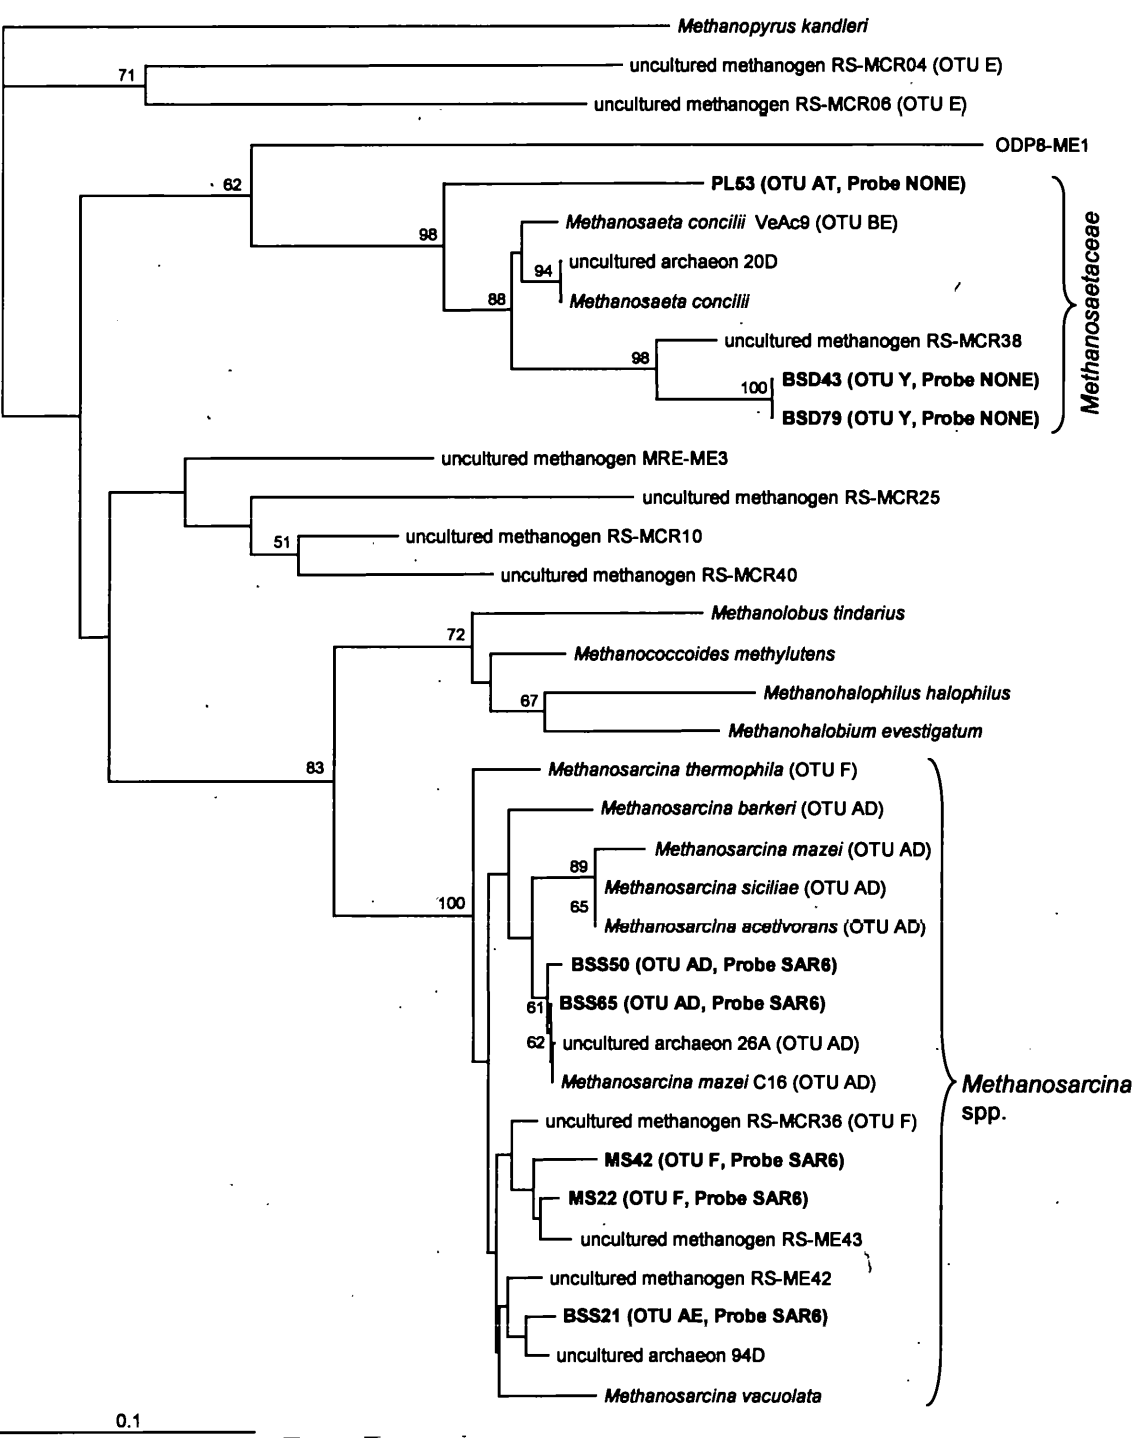 Methanopyrus kandleri
71
uncultured methanogen RS-MCR04 (OTU E)
uncultured methanogen RS-MCR06 (OTU E)
ODP8-ME1
62
PL53 (OTU AT, Probe NONE)
98
Methanosaeta concilii VeAc9 (OTU BE)
94
uncultured archaeon 20D
88
Methanosaeta concilii
uncultured methanogen RS-MCR38
98
100
BSD43 (OTU Y, Probe NONE)
BSD79 (OTU Y, Probe NONE)
Methanosaetaceae
uncultured methanogen MRE-ME3
uncultured methanogen RS-MCR25
51
uncultured methanogen RS-MCR10
uncultured methanogen RS-MCR40
Methanolobus tindarius
72
Methanococcoides methylutens
67
Methanohalophilus halophilus
Methanohalobium evestigatum
83
Methanosarcina thermophila (OTU F)
Methanosarcina barkeri (OTU AD)
Methanosarcina mazei (OTU AD)
89
Methanosarcina siciliae (OTU AD)
65
100
Methanosarcina acetivorans (OTU AD)
BSS50 (OTU AD, Probe SAR6)
61
BSS65 (OTU AD, Probe SAR6)
62
uncultured archaeon 26A (OTU AD)
Methanosarcina mazei C16 (OTU AD)
Methanosarcina
spp.
uncultured methanogen RS-MCR36 (OTU F)
MS42 (OTU F, Probe SAR6)
MS22 (OTU F, Probe SAR6)
uncultured methanogen RS-ME43
uncultured methanogen RS-ME42
BSS21 (OTU AE, Probe SAR6)
uncultured archaeon 94D
Methanosarcina vacuolata
0.1